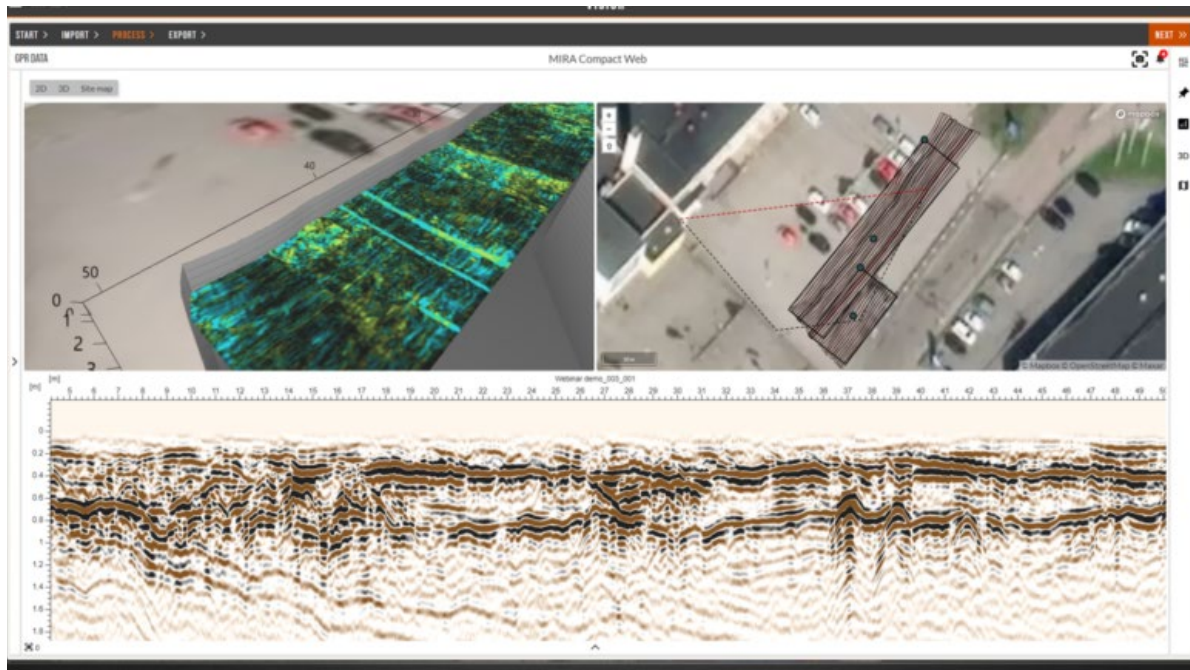 VISION
START > IMPORT > PROCESS > EXPORT >
NEXT »
GPR DATA
MIRA Compact Web
2D 3D Site map
40
50
0
1
2
3
+
−
Mapbox
3D
© Mapbox © OpenStreetMap © Maxar
Webinar demo_003_001
[m]
[m]
5 6 7 8 9 10 11 12 13 14 15 16 17 18 19 20 21 22 23 24 25 26 27 28 29 30 31 32 33 34 35 36 37 38 39 40 41 42 43 44 45 46 47 48 49
0
0.2
0.4
0.6
0.8
1
1.2
1.4
1.6
1.8